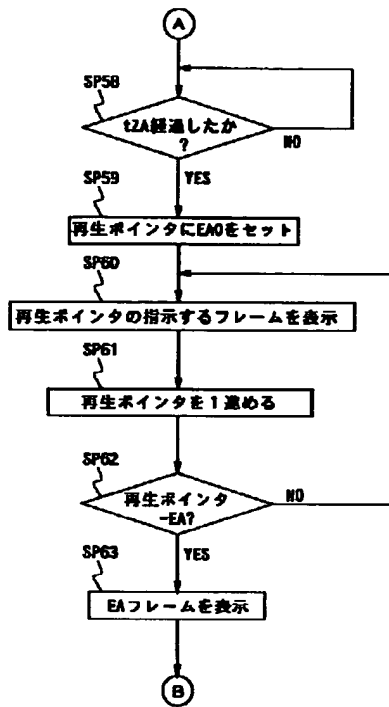 A
SP58
tZA経過したか
?
NO
YES
SP59
再生ポインタにEA0をセット
SP60
再生ポインタの指示するフレームを表示
SP61
再生ポインタを1進める
SP62
再生ポインタ
-EA?
NO
YES
SP63
EAフレームを表示
B